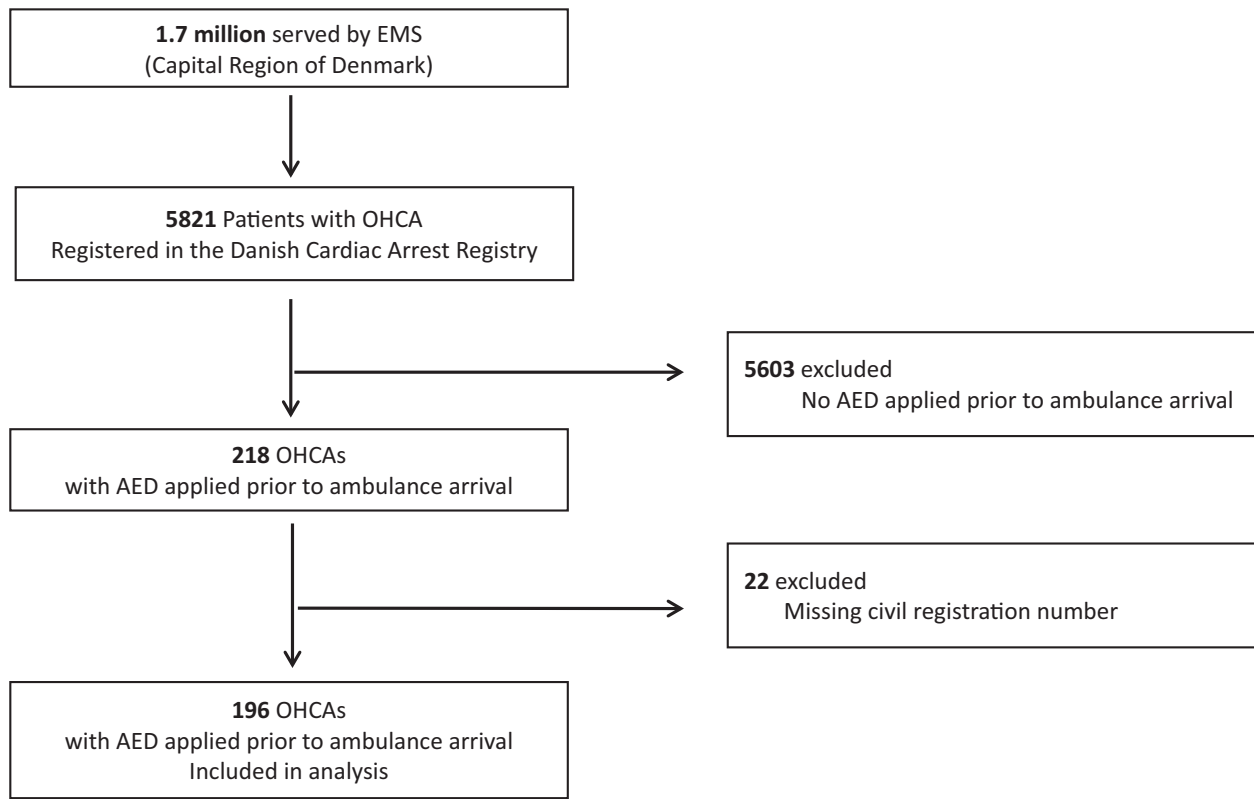 1.7 million served by EMS
(Capital Region of Denmark)
5821 Patients with OHCA
Registered in the Danish Cardiac Arrest Registry
5603 excluded
No AED applied prior to ambulance arrival
218 OHCAs
with AED applied prior to ambulance arrival
22 excluded
Missing civil registration number
196 OHCAs
with AED applied prior to ambulance arrival
Included in analysis